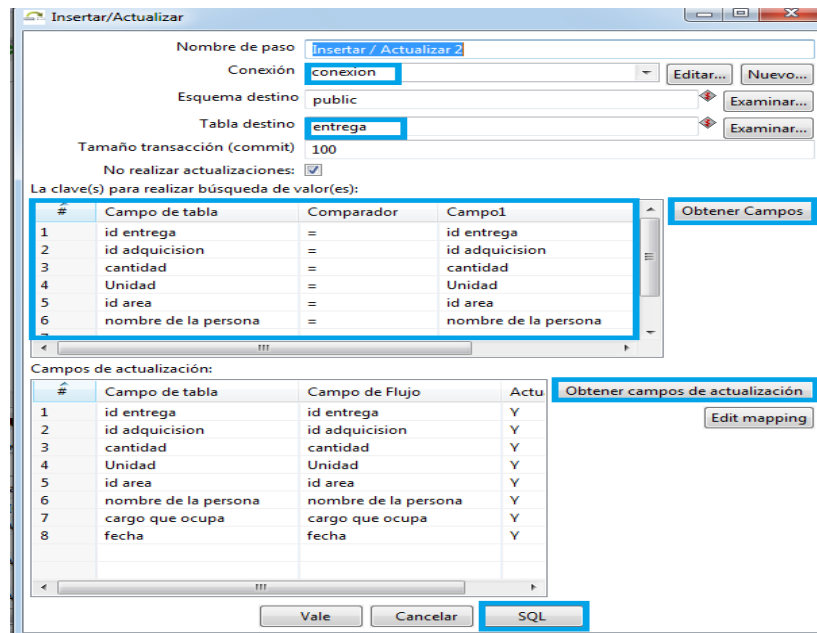 Insertar/Actualizar
Nombre de paso Insertar / Actualizar 2
Conexión conexion Editar... Nuevo...
Esquema destino public Examinar...
Tabla destino entrega Examinar...
Tamaño transacción (commit) 100
No realizar actualizaciones:
La clave(s) para realizar búsqueda de valor(es):
# Campo de tabla Comparador Campo1 Obtener Campos
1 id entrega = id entrega
2 id adquicision = id adquicision
3 cantidad = cantidad
4 Unidad = Unidad
5 id area = id area
6 nombre de la persona = nombre de la persona
Campos de actualización:
# Campo de tabla Campo de Flujo Actu Obtener campos de actualización
1 id entrega id entrega Y Edit mapping
2 id adquicision id adquicision Y
3 cantidad cantidad Y
4 Unidad Unidad Y
5 id area id area Y
6 nombre de la persona nombre de la persona Y
7 cargo que ocupa cargo que ocupa Y
8 fecha fecha Y
Vale Cancelar SQL